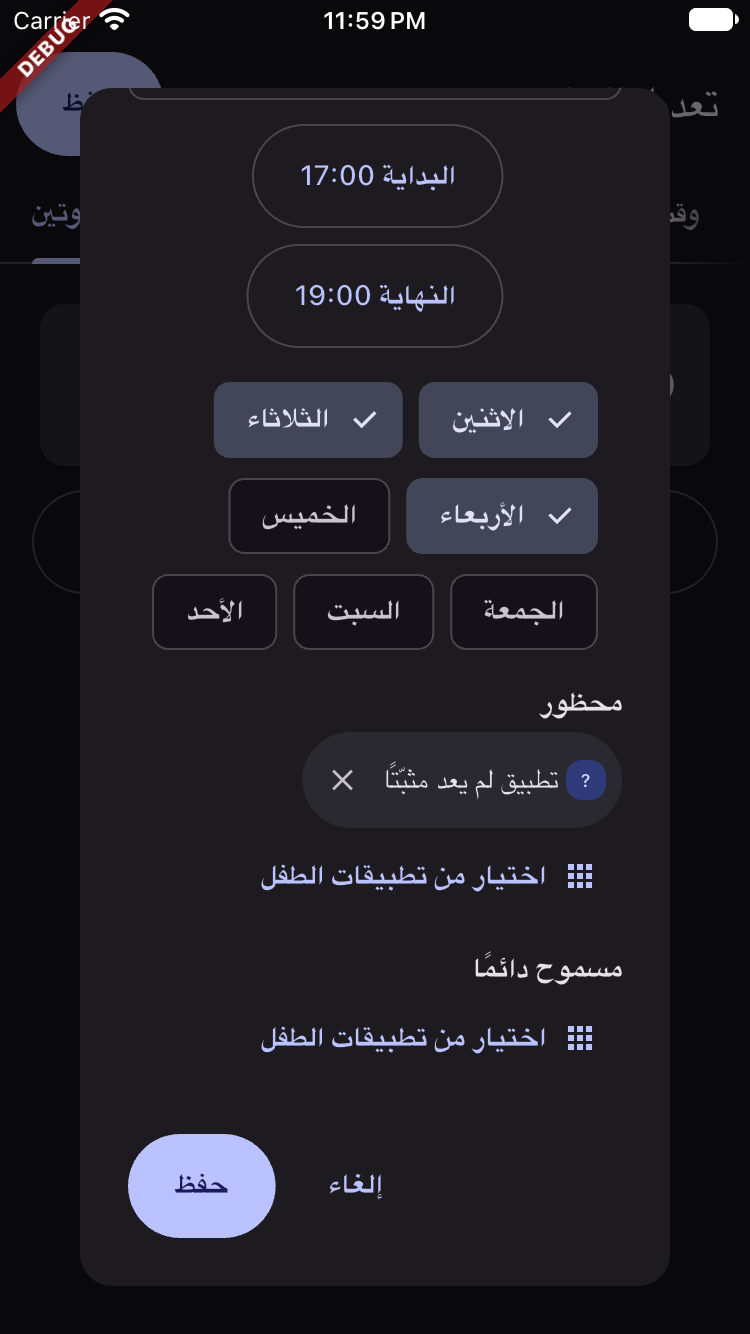 Carrier
11:59 PM
DEBUG
البداية 17:00
النهاية 19:00
الاثنين
الثلاثاء
الأربعاء
الخميس
الجمعة
السبت
الأحد
محظور
? تطبيق لم يعد مثبّتًا
اختيار من تطبيقات الطفل
مسموح دائمًا
اختيار من تطبيقات الطفل
إلغاء
حفظ